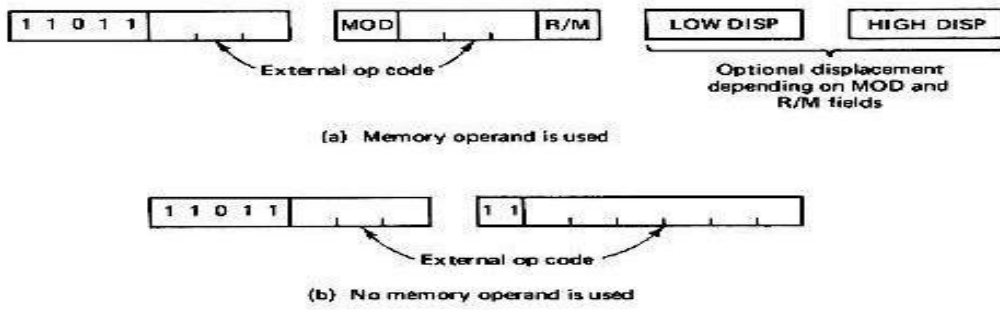 1 1 0 1 1 MOD R/M LOW DISP HIGH DISP
External op code
Optional displacement
depending on MOD and
R/M fields
(a) Memory operand is used
1 1 0 1 1 1 1
External op code
(b) No memory operand is used